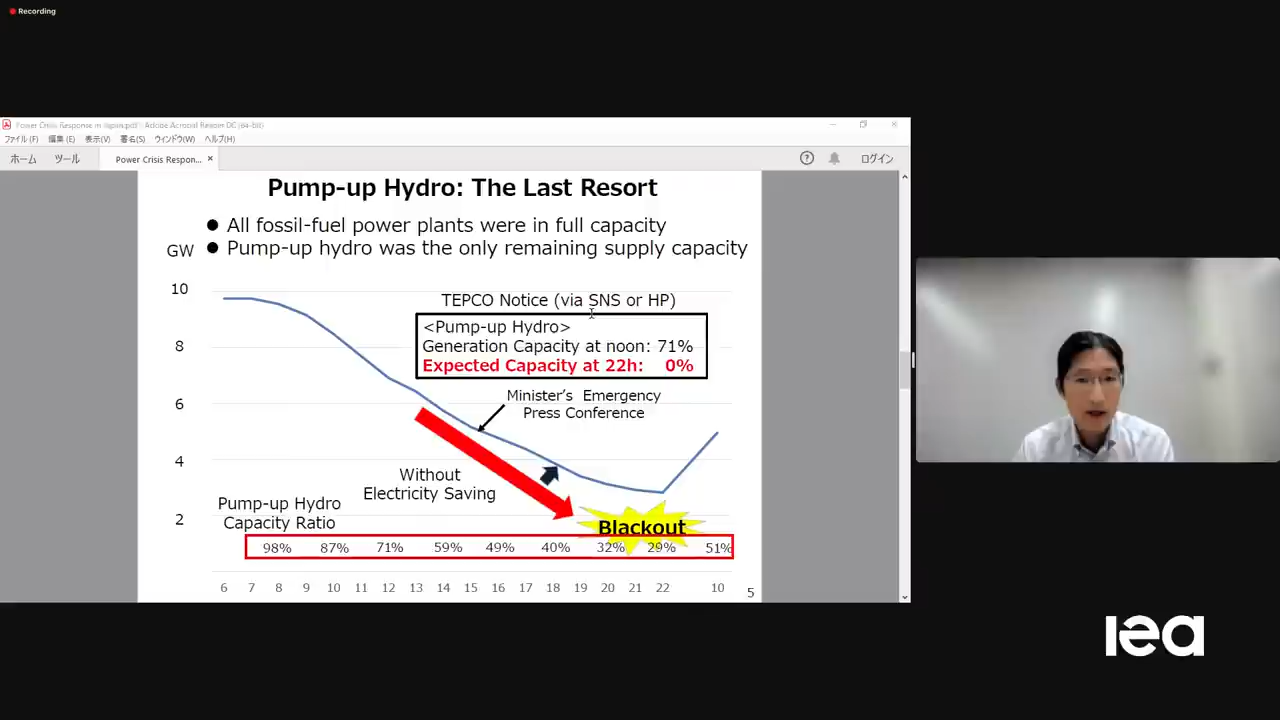 Recording
Power Crisis Response in Japan.pdf - Adobe Acrobat Reader DC (64-bit)
ファイル(F) 編集(E) 表示(V) 署名(S) ウィンドウ(W) ヘルプ(H)
ホーム ツール Power Crisis Respon... × ログイン
Pump-up Hydro: The Last Resort
● All fossil-fuel power plants were in full capacity
● Pump-up hydro was the only remaining supply capacity
GW
10
8
6
4
2
TEPCO Notice (via SNS or HP)
<Pump-up Hydro>
Generation Capacity at noon: 71%
Expected Capacity at 22h: 0%
Minister's Emergency
Press Conference
Without
Electricity Saving
Pump-up Hydro
Capacity Ratio
Blackout
98% 87% 71% 59% 49% 40% 32% 29% 51%
6 7 8 9 10 11 12 13 14 15 16 17 18 19 20 21 22 10
5
iea